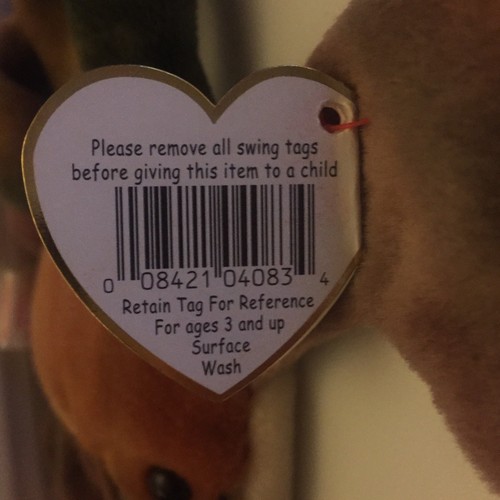 Please remove all swing tags
before giving this item to a child
0 08421 04083 4
Retain Tag For Reference
For ages 3 and up
Surface
Wash